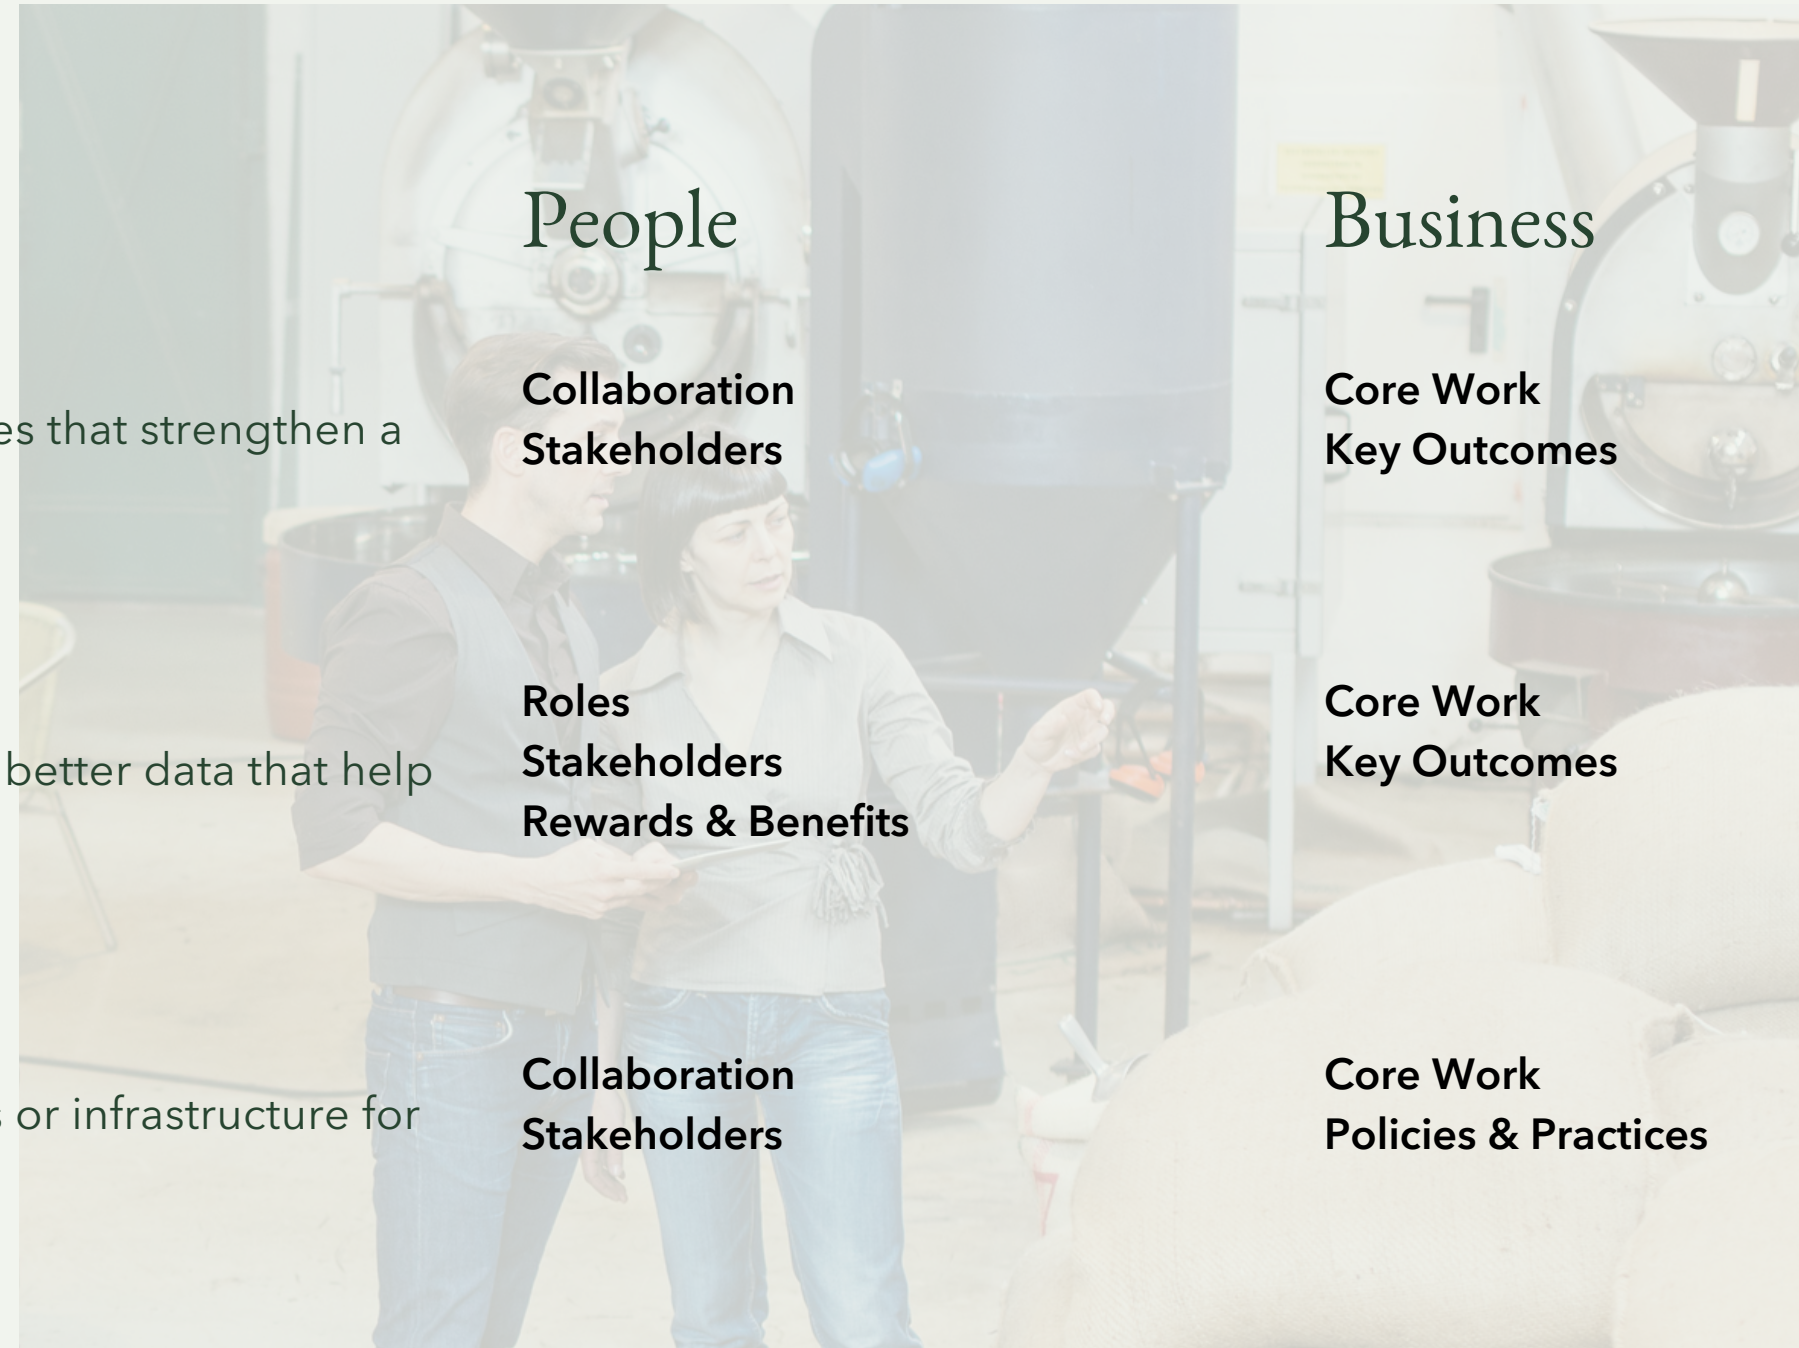 People
Business
es that strengthen a
Collaboration
Stakeholders
Core Work
Key Outcomes
better data that help
Roles
Stakeholders
Rewards & Benefits
Core Work
Key Outcomes
or infrastructure for
Collaboration
Stakeholders
Core Work
Policies & Practices